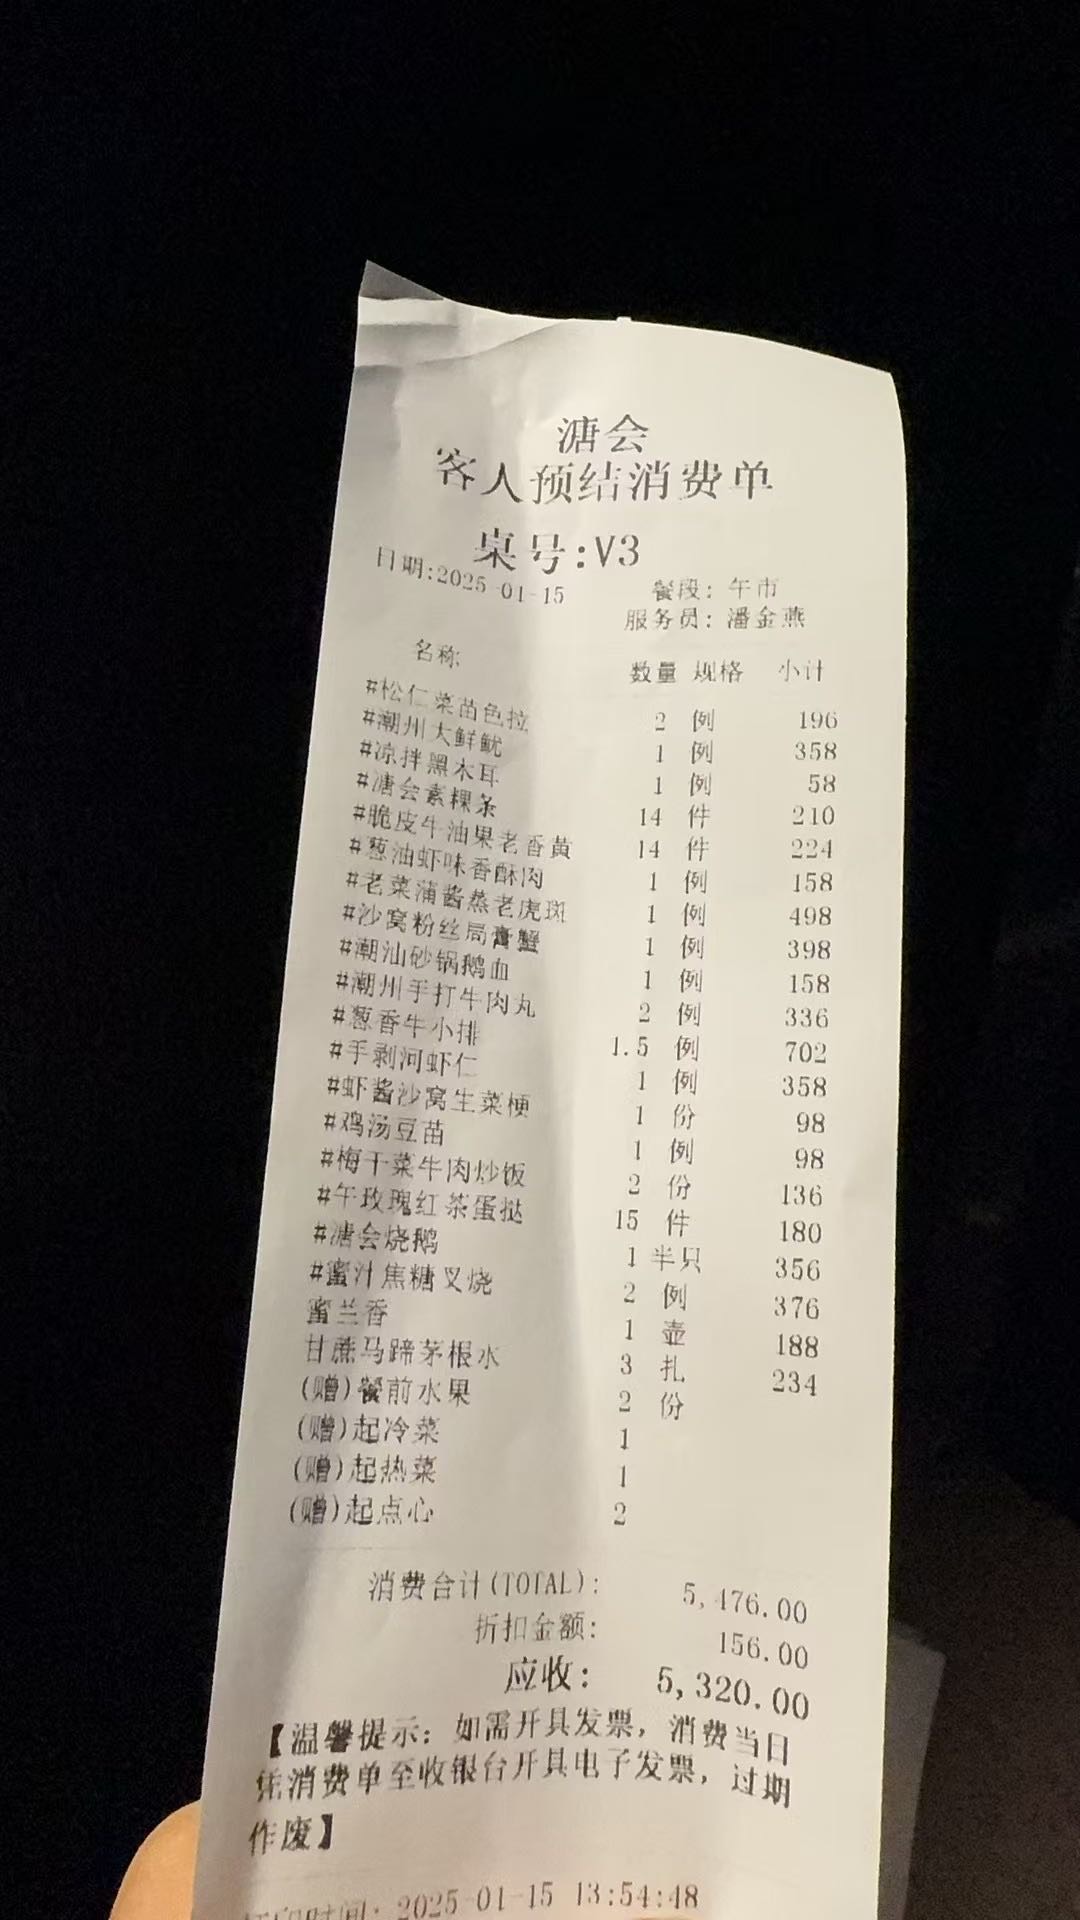 溏会
客人预结消费单
桌号:V3
日期:2025-01-15 餐段: 午市
服务员: 潘金燕
名称: 数量 规格 小计
#松仁菜苗色拉 2 例 196
#潮州大鲜鱿 1 例 358
#凉拌黑木耳 1 例 58
#溏会素粿条 14 件 210
#脆皮牛油果老香黄 14 件 224
#葱油虾味香酥肉 1 例 158
#老菜蒲酱蒸老虎斑 1 例 498
#沙窝粉丝局膏蟹 1 例 398
#潮汕砂锅鹅血 1 例 158
#潮州手打牛肉丸 2 例 336
#葱香牛小排 1.5 例 702
#手剥河虾仁 1 例 358
#虾酱沙窝生菜梗 1 份 98
#鸡汤豆苗 1 例 98
#梅干菜牛肉炒饭 2 份 136
#午玫瑰红茶蛋挞 15 件 180
#溏会烧鹅 1 半只 356
#蜜汁焦糖叉烧 2 例 376
蜜兰香 1 壶 188
甘蔗马蹄茅根水 3 扎 234
(赠)餐前水果 2 份
(赠)起冷菜 1
(赠)起热菜 1
(赠)起点心 2
消费合计(TOTAL): 5,476.00
折扣金额: 156.00
应收: 5,320.00
【温馨提示: 如需开具发票, 消费当日
凭消费单至收银台开具电子发票, 过期
作废】
打印时间: 2025-01-15 13:54:48